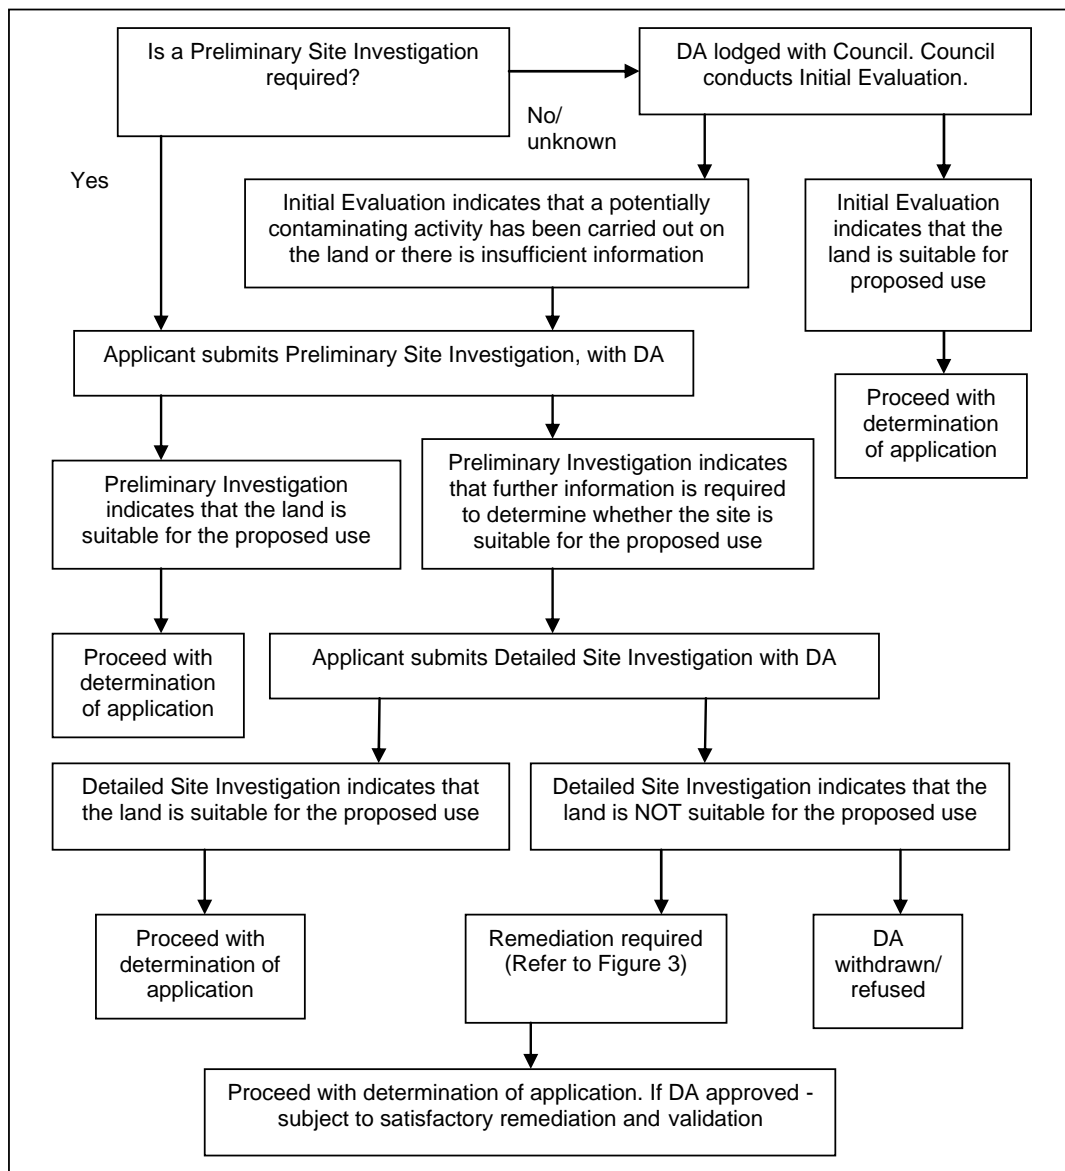 Is a Preliminary Site Investigation
required?
DA lodged with Council. Council
conducts Initial Evaluation.
No/
unknown
Yes
Initial Evaluation indicates that a potentially
contaminating activity has been carried out on
the land or there is insufficient information
Initial Evaluation
indicates that the
land is suitable for
proposed use
Applicant submits Preliminary Site Investigation, with DA
Proceed with
determination
of application
Preliminary Investigation
indicates that the land is
suitable for the proposed use
Preliminary Investigation indicates
that further information is required
to determine whether the site is
suitable for the proposed use
Proceed with
determination
of application
Applicant submits Detailed Site Investigation with DA
Detailed Site Investigation indicates that
the land is suitable for the proposed use
Detailed Site Investigation indicates that the
land is NOT suitable for the proposed use
Proceed with
determination of
application
Remediation required
(Refer to Figure 3)
DA
withdrawn/
refused
Proceed with determination of application. If DA approved -
subject to satisfactory remediation and validation